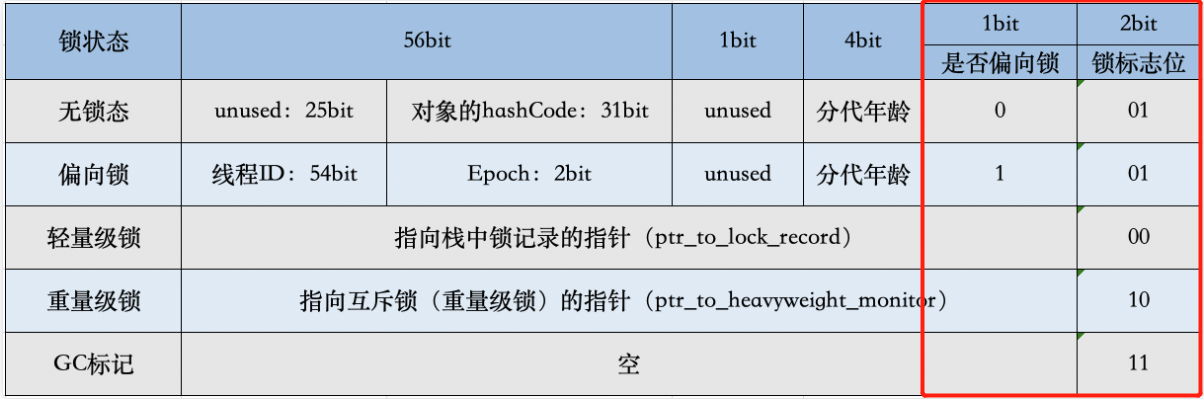 锁状态 56bit 1bit 4bit 1bit 2bit
是否偏向锁 锁标志位
无锁态 unused：25bit 对象的hashCode：31bit unused 分代年龄 0 01
偏向锁 线程ID：54bit Epoch：2bit unused 分代年龄 1 01
轻量级锁 指向栈中锁记录的指针（ptr_to_lock_record） 00
重量级锁 指向互斥锁（重量级锁）的指针（ptr_to_heavyweight_monitor） 10
GC标记 空 11